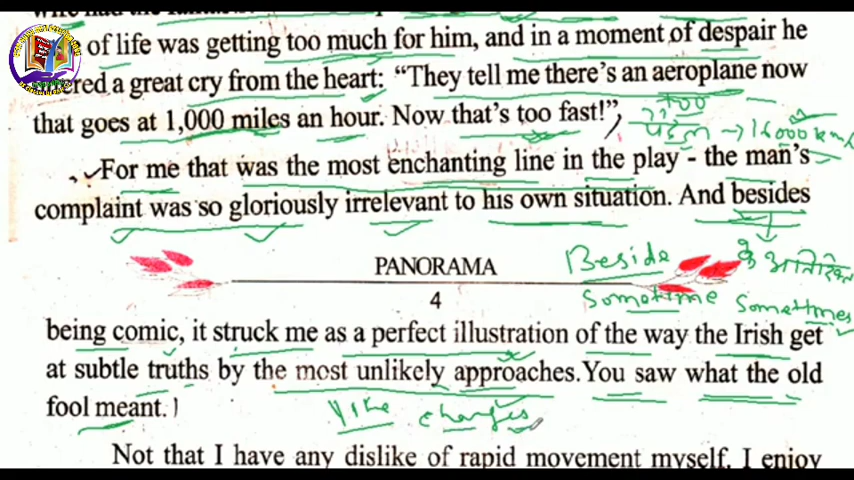 of life was getting too much for him, and in a moment of despair he
a great cry from the heart: “They tell me there's an aeroplane now
that goes at 1,000 miles an hour. Now that's too fast!”
too
→ 16000 km
For me that was the most enchanting line in the play - the man's
complaint was so gloriously irrelevant to his own situation. And besides
Beside
के अतिरिक्त
PANORAMA
4
Sometime Sometimes
being comic, it struck me as a perfect illustration of the way the Irish get
at subtle truths by the most unlikely approaches. You saw what the old
fool meant.
changes
Not that I have any dislike of rapid movement myself. I enjoy